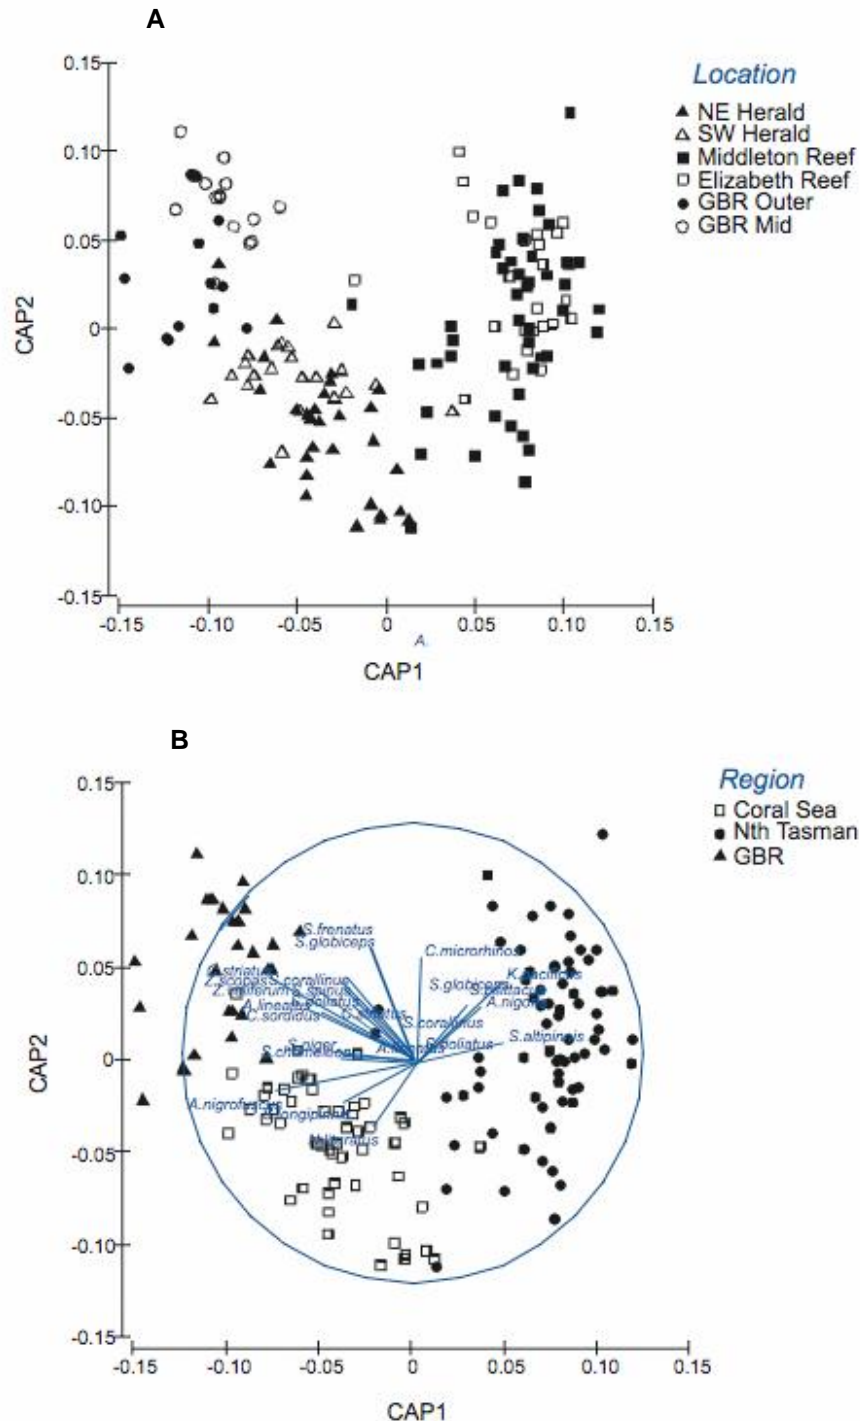 A
Location
NE Herald
SW Herald
Middleton Reef
Elizabeth Reef
GBR Outer
GBR Mid
CAP2
0.15
0.10
0.05
0
-0.05
-0.10
-0.15
-0.15 -0.10 -0.05 0 0.05 0.10 0.15
A.
CAP1
B
Region
Coral Sea
Nth Tasman
GBR
CAP2
0.15
0.10
0.05
0
-0.05
-0.10
-0.15
S.frenatus
S.globiceps
C.microrhinos
S.globiceps
Z.scopas S.corallinus
S.spinus
A.lineatus
C.sordidus
S.corallinus
S.altipinnis
S.niger
A.nigrofuscus
-0.15 -0.10 -0.05 0 0.05 0.10 0.15
CAP1